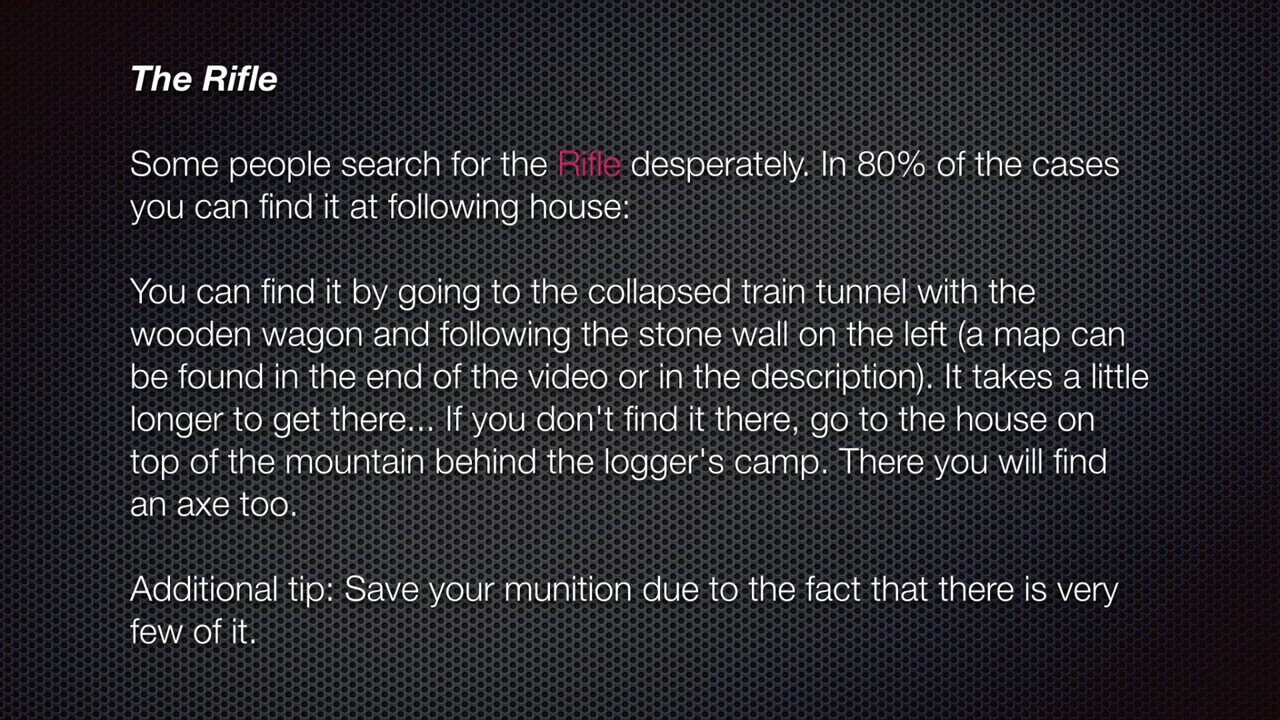 The Rifle
Some people search for the Rifle desperately. In 80% of the cases
you can find it at following house:
You can find it by going to the collapsed train tunnel with the
wooden wagon and following the stone wall on the left (a map can
be found in the end of the video or in the description). It takes a little
longer to get there... If you don't find it there, go to the house on
top of the mountain behind the logger's camp. There you will find
an axe too.
Additional tip: Save your munition due to the fact that there is very
few of it.